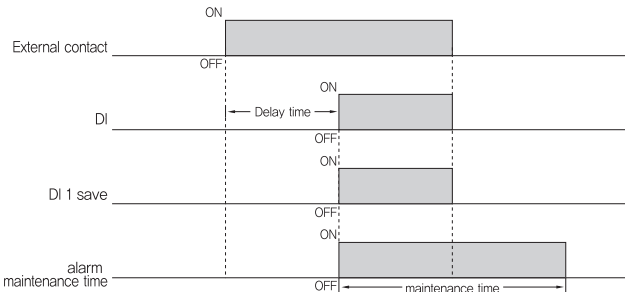 ON
External contact
OFF
ON
Delay time
DI
OFF
ON
DI 1 save
OFF
ON
alarm
maintenance time
OFF
maintenance time